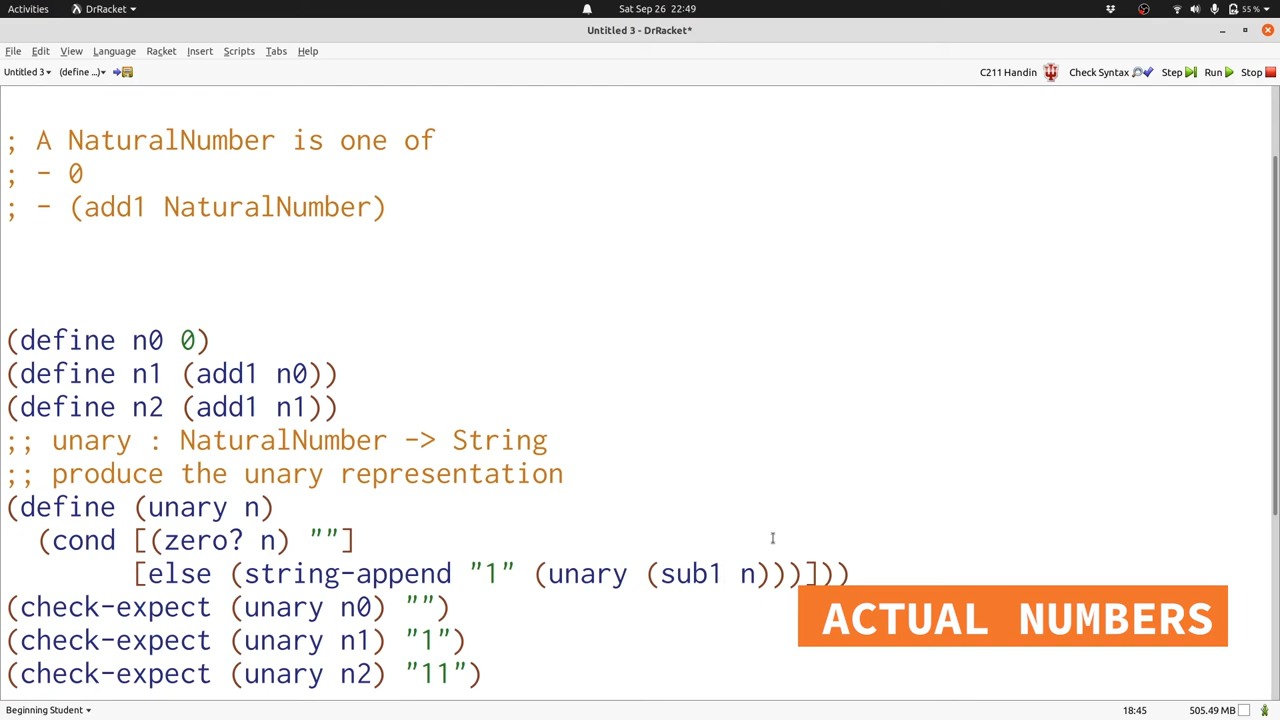 Activities DrRacket Sat Sep 26 22:49 55 %
Untitled 3 - DrRacket*
File Edit View Language Racket Insert Scripts Tabs Help
Untitled 3 (define ...) C211 Handin Check Syntax Step Run Stop
; A NaturalNumber is one of
; - 0
; - (add1 NaturalNumber)
(define n0 0)
(define n1 (add1 n0))
(define n2 (add1 n1))
;; unary : NaturalNumber -> String
;; produce the unary representation
(define (unary n)
(cond [(zero? n) ""]
[else (string-append "1" (unary (sub1 n)))]))
(check-expect (unary n0) "")
(check-expect (unary n1) "1")
(check-expect (unary n2) "11")
ACTUAL NUMBERS
Beginning Student 18:45 505.49 MB